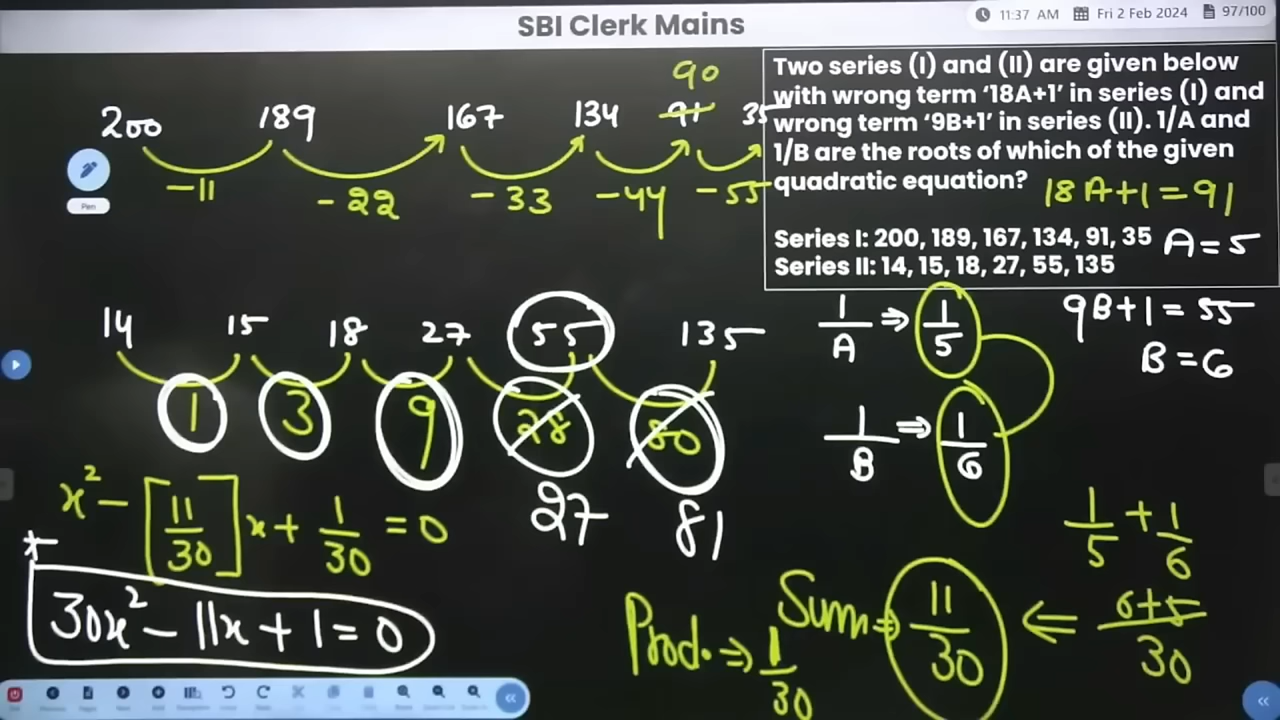 SBI Clerk Mains
11:37 AM Fri 2 Feb 2024 97/100
Two series (I) and (II) are given below
with wrong term ‘18A+1’ in series (I) and
wrong term ‘9B+1’ in series (II). 1/A and
1/B are the roots of which of the given
quadratic equation?
18A+1=91
Series I: 200, 189, 167, 134, 91, 35
A=5
Series II: 14, 15, 18, 27, 55, 135
90
200 189 167 134 91 35
-11 -22 -33 -44 -55
Pen
14 15 18 27 55 135
1 3 9 28 80
27 81
1/A ⇒ 1/5
9B+1=55
B=6
1/B ⇒ 1/6
x² - [11/30]x + 1/30 = 0
*
30x² - 11x + 1 = 0
1/5 + 1/6
6+5/30
⇐
Sum ⇒ 11/30
Prod. ⇒ 1/30